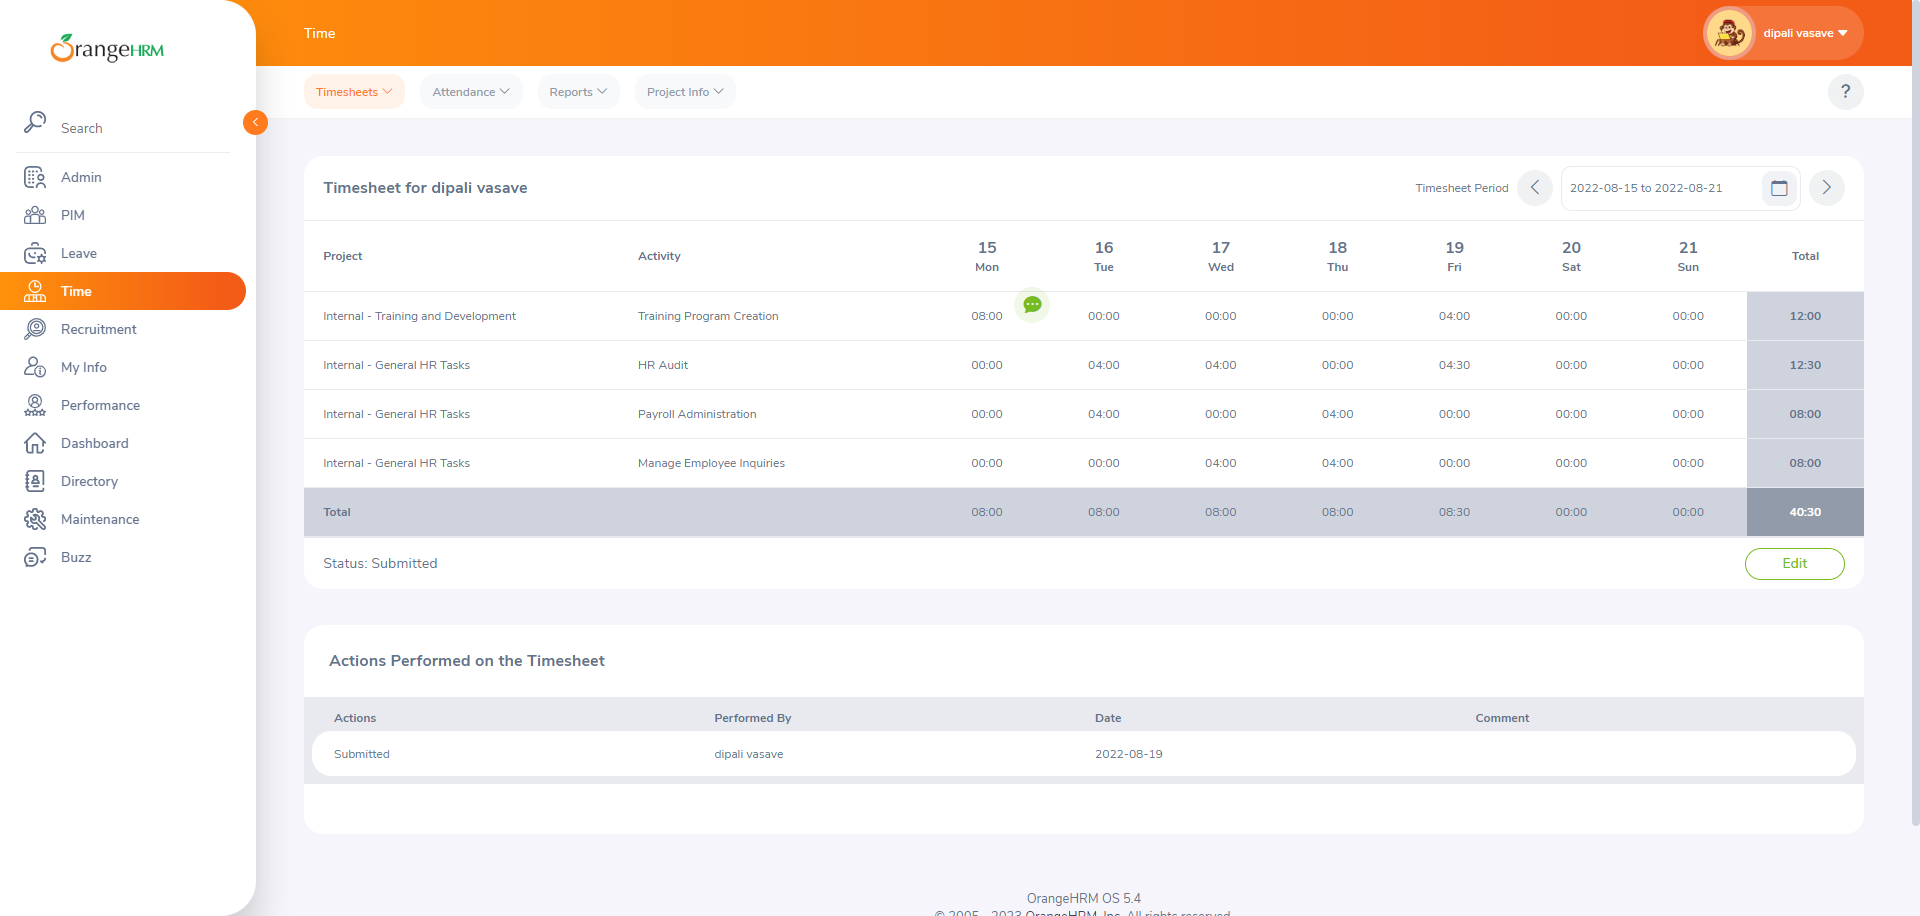 OrangeHRM
Time
dipali vasave
Timesheets
Attendance
Reports
Project Info
?
Search
Admin
PIM
Leave
Time
Recruitment
My Info
Performance
Dashboard
Directory
Maintenance
Buzz
Timesheet for dipali vasave
Timesheet Period
2022-08-15 to 2022-08-21
Project Activity 15 Mon 16 Tue 17 Wed 18 Thu 19 Fri 20 Sat 21 Sun Total
Internal - Training and Development Training Program Creation 08:00 00:00 00:00 00:00 04:00 00:00 00:00 12:00
Internal - General HR Tasks HR Audit 00:00 04:00 04:00 00:00 04:30 00:00 00:00 12:30
Internal - General HR Tasks Payroll Administration 00:00 04:00 00:00 04:00 00:00 00:00 00:00 08:00
Internal - General HR Tasks Manage Employee Inquiries 00:00 00:00 04:00 04:00 00:00 00:00 00:00 08:00
Total 08:00 08:00 08:00 08:00 08:30 00:00 00:00 40:30
Status: Submitted
Edit
Actions Performed on the Timesheet
Actions Performed By Date Comment
Submitted dipali vasave 2022-08-19
OrangeHRM OS 5.4
© 2005 - 2023 OrangeHRM, Inc. All rights reserved.